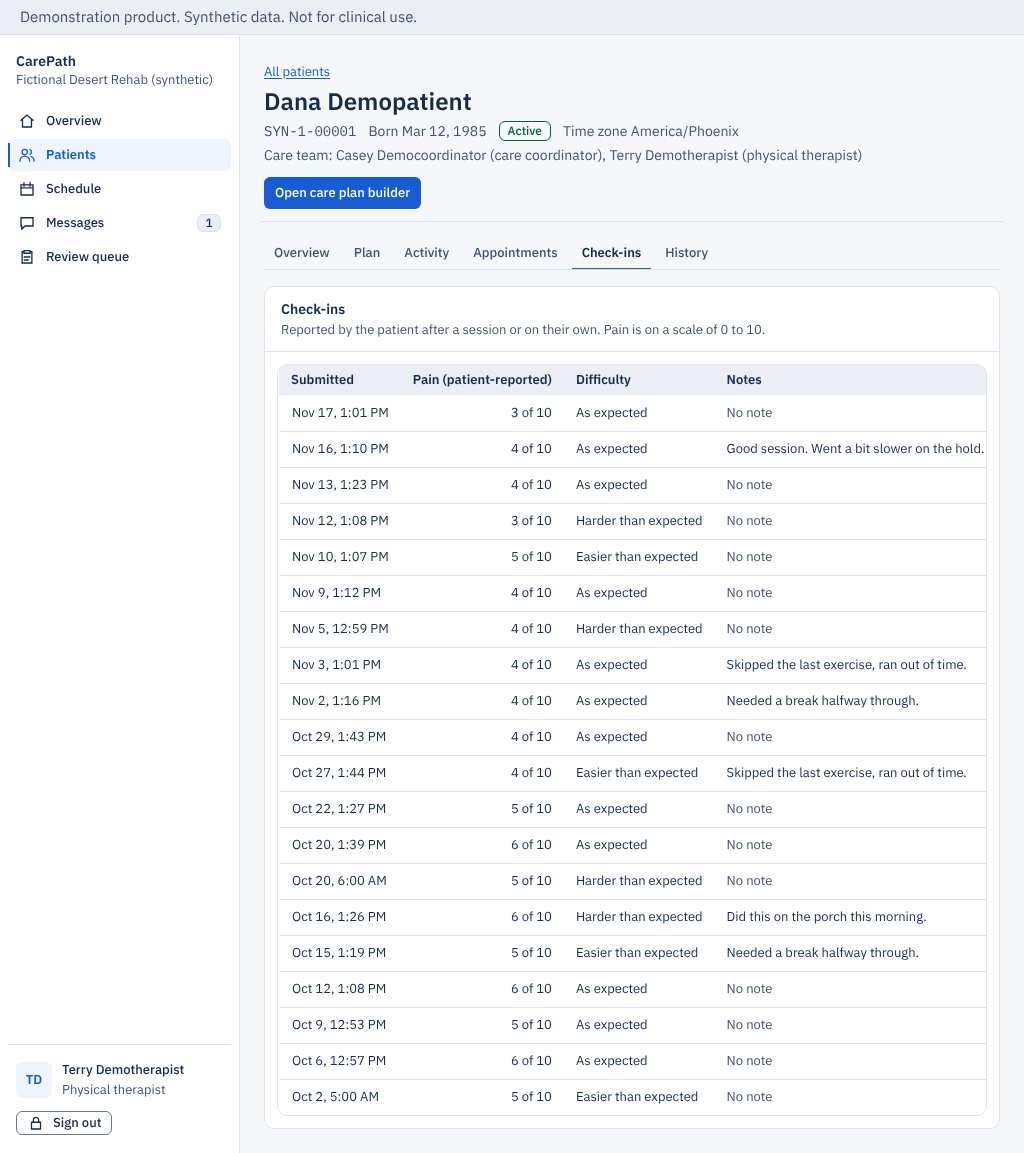 Demonstration product. Synthetic data. Not for clinical use.
CarePath
Fictional Desert Rehab (synthetic)
Overview
Patients
Schedule
Messages 1
Review queue
TD
Terry Demotherapist
Physical therapist
Sign out
All patients
Dana Demopatient
SYN-1-00001 Born Mar 12, 1985 Active Time zone America/Phoenix
Care team: Casey Democoordinator (care coordinator), Terry Demotherapist (physical therapist)
Open care plan builder
Overview Plan Activity Appointments Check-ins History
Check-ins
Reported by the patient after a session or on their own. Pain is on a scale of 0 to 10.
Submitted Pain (patient-reported) Difficulty Notes
Nov 17, 1:01 PM 3 of 10 As expected No note
Nov 16, 1:10 PM 4 of 10 As expected Good session. Went a bit slower on the hold.
Nov 13, 1:23 PM 4 of 10 As expected No note
Nov 12, 1:08 PM 3 of 10 Harder than expected No note
Nov 10, 1:07 PM 5 of 10 Easier than expected No note
Nov 9, 1:12 PM 4 of 10 As expected No note
Nov 5, 12:59 PM 4 of 10 Harder than expected No note
Nov 3, 1:01 PM 4 of 10 As expected Skipped the last exercise, ran out of time.
Nov 2, 1:16 PM 4 of 10 As expected Needed a break halfway through.
Oct 29, 1:43 PM 4 of 10 As expected No note
Oct 27, 1:44 PM 4 of 10 Easier than expected Skipped the last exercise, ran out of time.
Oct 22, 1:27 PM 5 of 10 As expected No note
Oct 20, 1:39 PM 6 of 10 As expected No note
Oct 20, 6:00 AM 5 of 10 Harder than expected No note
Oct 16, 1:26 PM 6 of 10 Harder than expected Did this on the porch this morning.
Oct 15, 1:19 PM 5 of 10 Easier than expected Needed a break halfway through.
Oct 12, 1:08 PM 6 of 10 As expected No note
Oct 9, 12:53 PM 5 of 10 As expected No note
Oct 6, 12:57 PM 6 of 10 As expected No note
Oct 2, 5:00 AM 5 of 10 Easier than expected No note